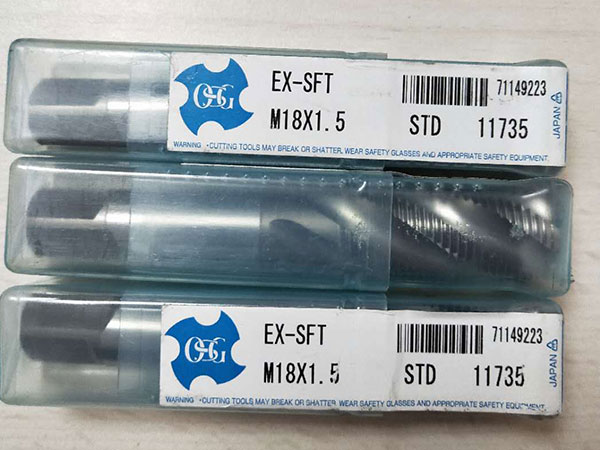 OSG
EX-SFT 71149223
M18X1.5 STD 11735
JAPAN
WARNING •CUTTING TOOLS MAY BREAK OR SHATTER. WEAR SAFETY GLASSES AND APPROPRIATE SAFETY EQUIPMENT.
OSG
EX-SFT 71149223
M18X1.5 STD 11735
JAPAN
WARNING •CUTTING TOOLS MAY BREAK OR SHATTER. WEAR SAFETY GLASSES AND APPROPRIATE SAFETY EQUIPMENT.